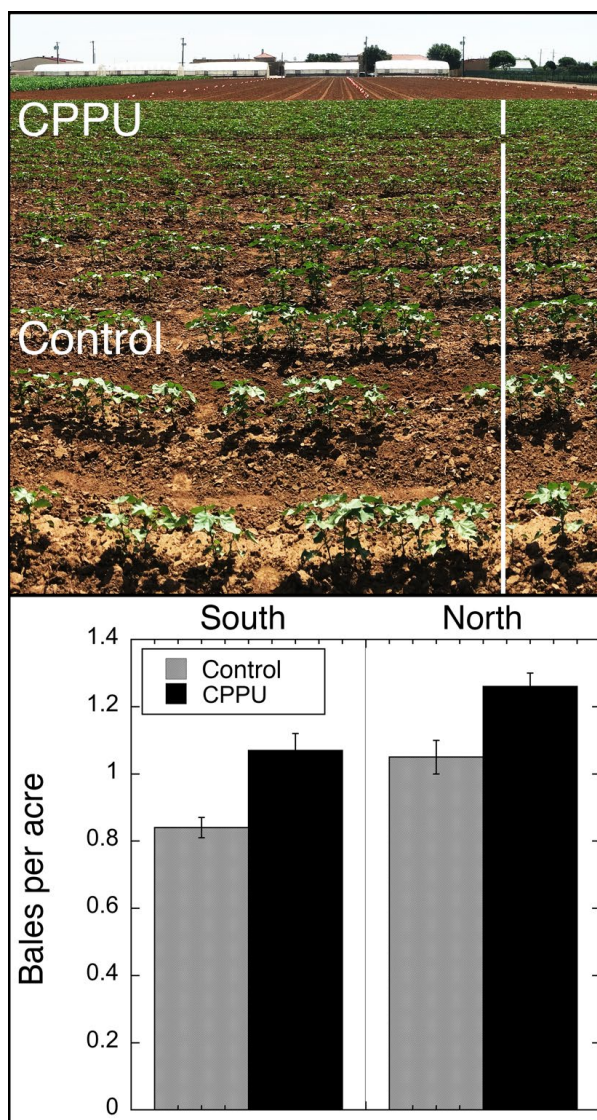 CPPU
Control
South
North
1.4
1.2
1
0.8
0.6
0.4
0.2
0
Bales per acre
Control
CPPU